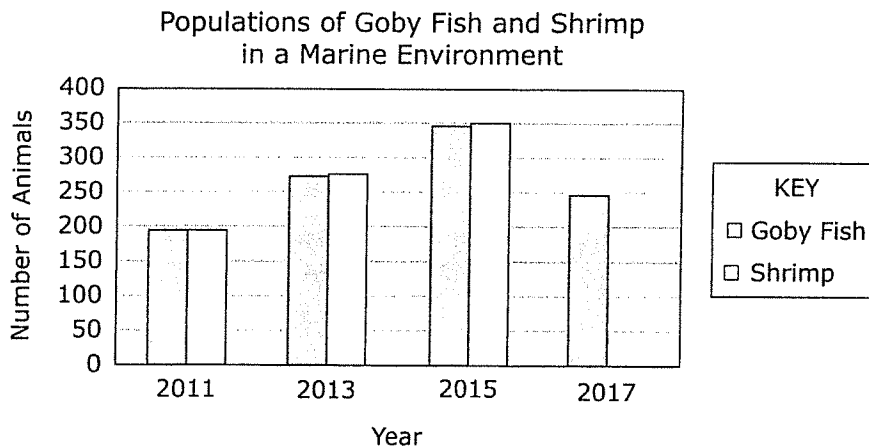 Populations of Goby Fish and Shrimp
in a Marine Environment
Number of Animals
400
350
300
250
200
150
100
50
0
2011 2013 2015 2017
Year
KEY
Goby Fish
Shrimp